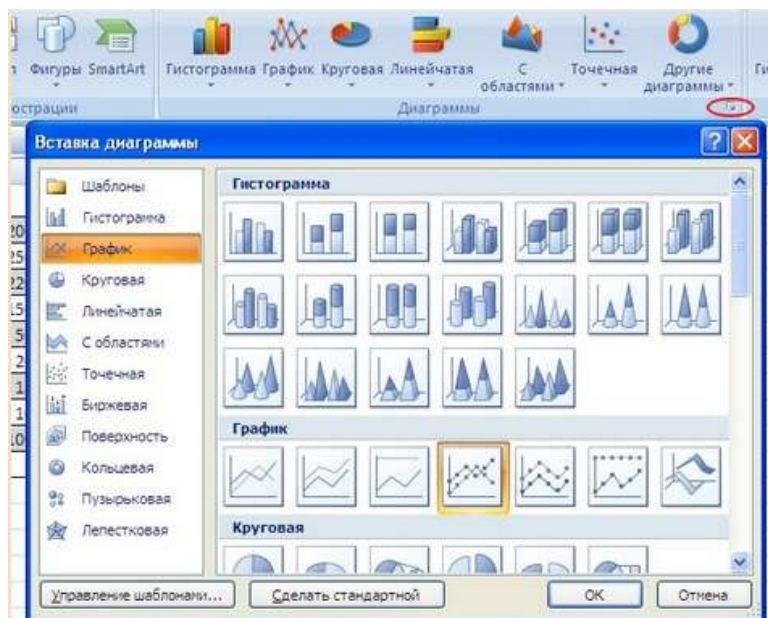 Фигуры SmartArt
Гистограмма График Круговая Линейчатая С областями Точечная Другие диаграммы
Диаграммы
Вставка диаграммы
Шаблоны
Гистограмма
График
Круговая
Линейчатая
С областями
Точечная
Биржевая
Поверхность
Кольцевая
Пузырьковая
Лепестковая
Гистограмма
График
Круговая
Управление шаблонами...
Сделать стандартной
ОК
Отмена